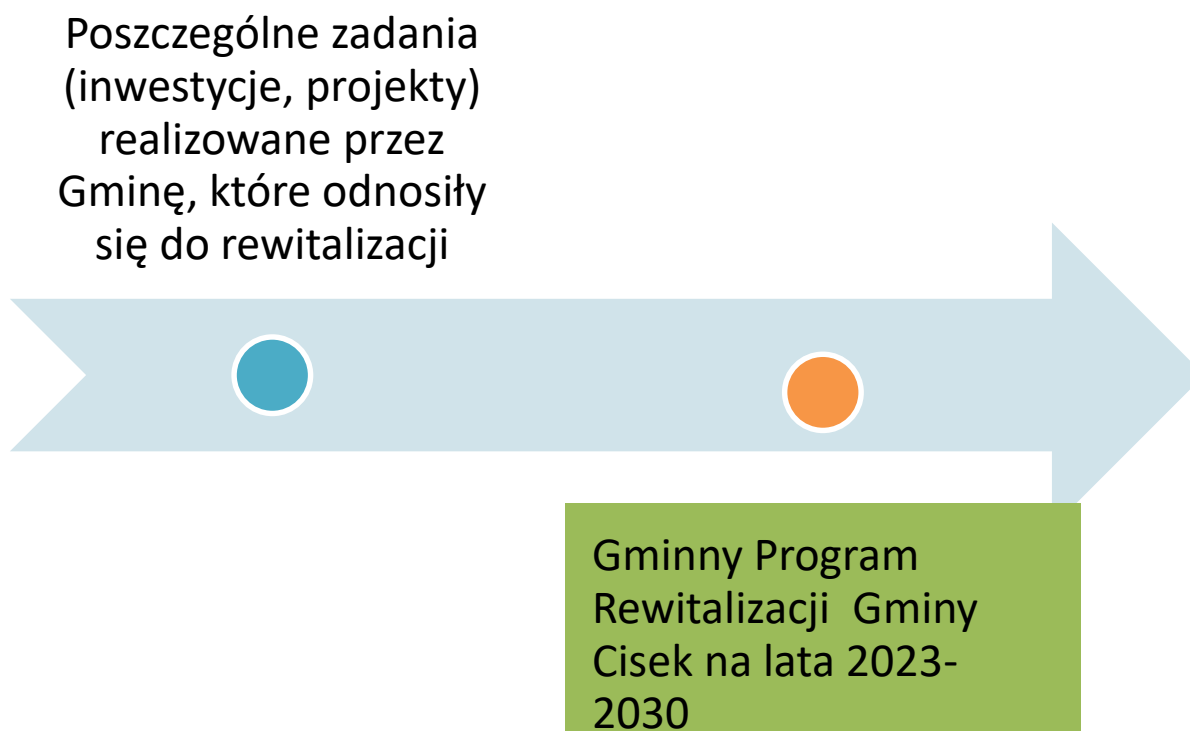 Poszczególne zadania
(inwestycje, projekty)
realizowane przez
Gminę, które odnosiły
się do rewitalizacji
Gminny Program
Rewitalizacji  Gminy
Cisek na lata 2023-
2030